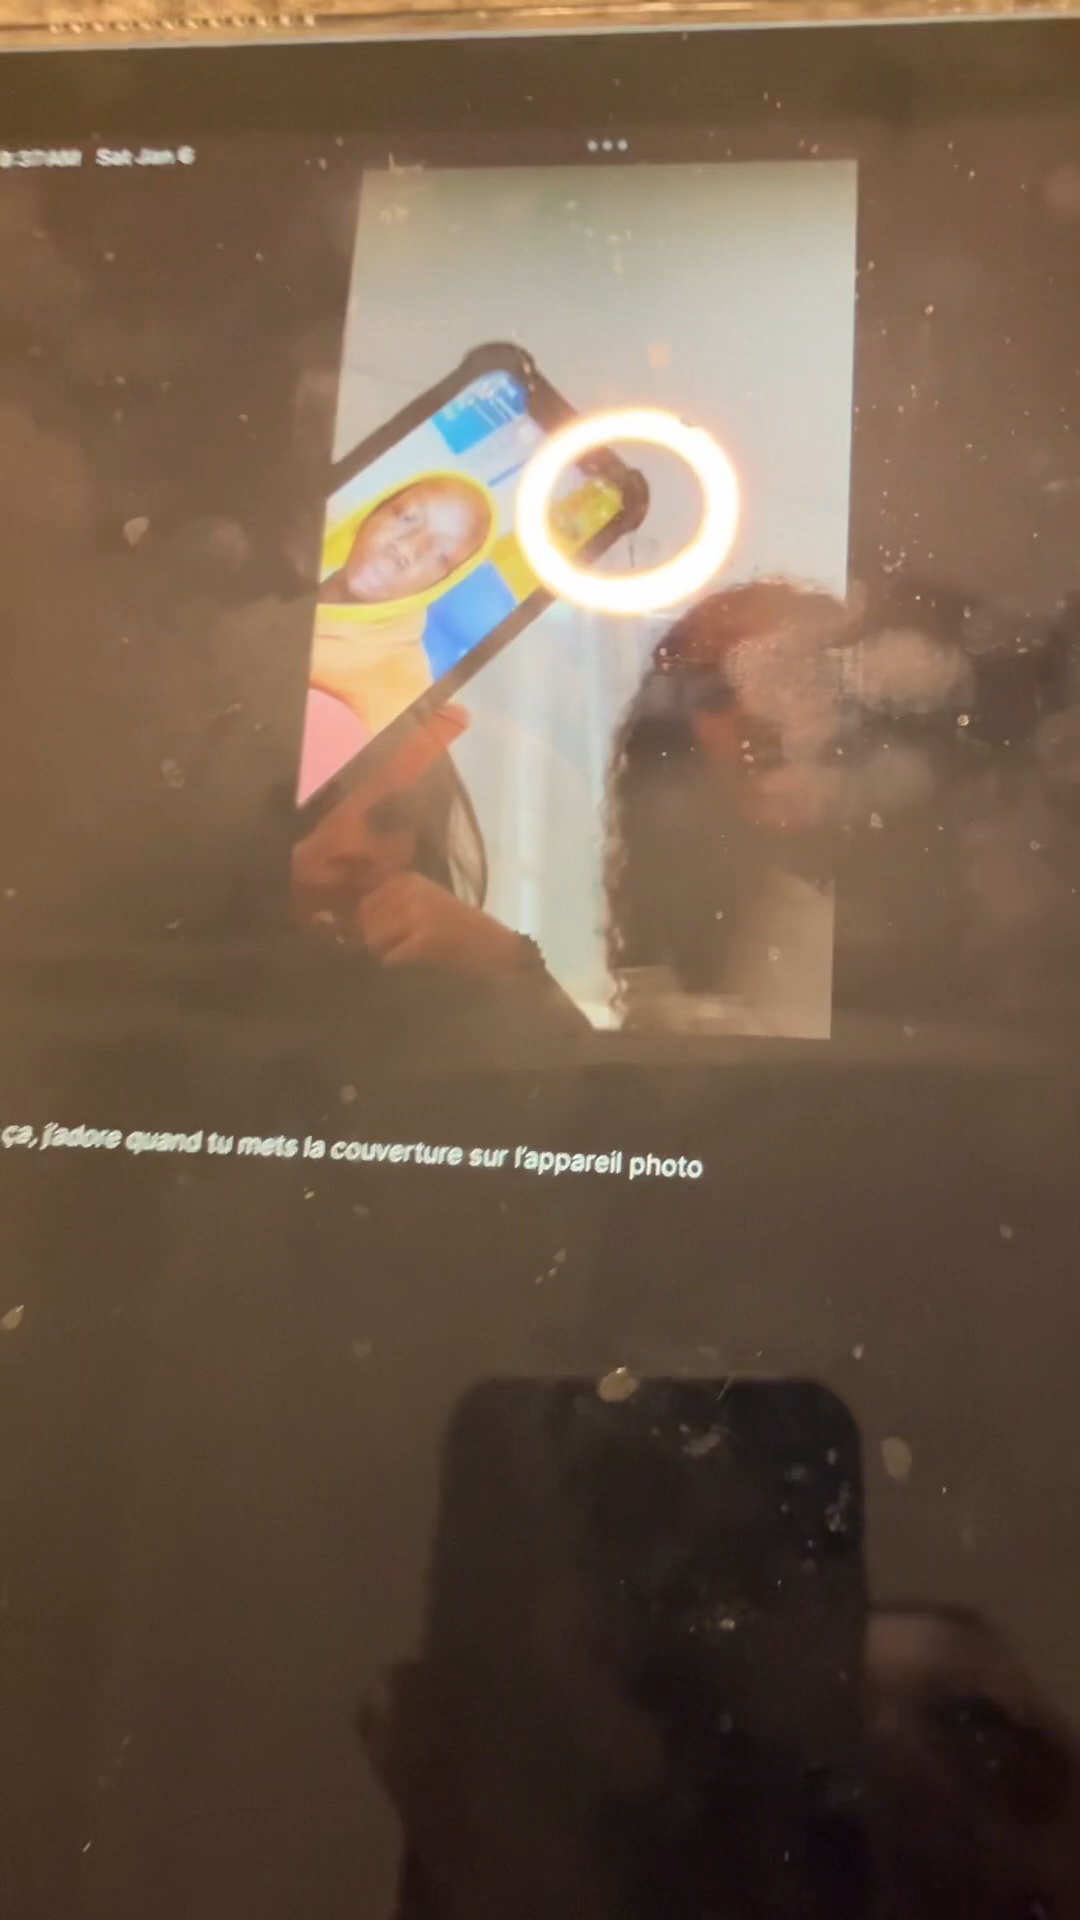 Sat Jan 6
ça, j'adore quand tu mets la couverture sur l'appareil photo